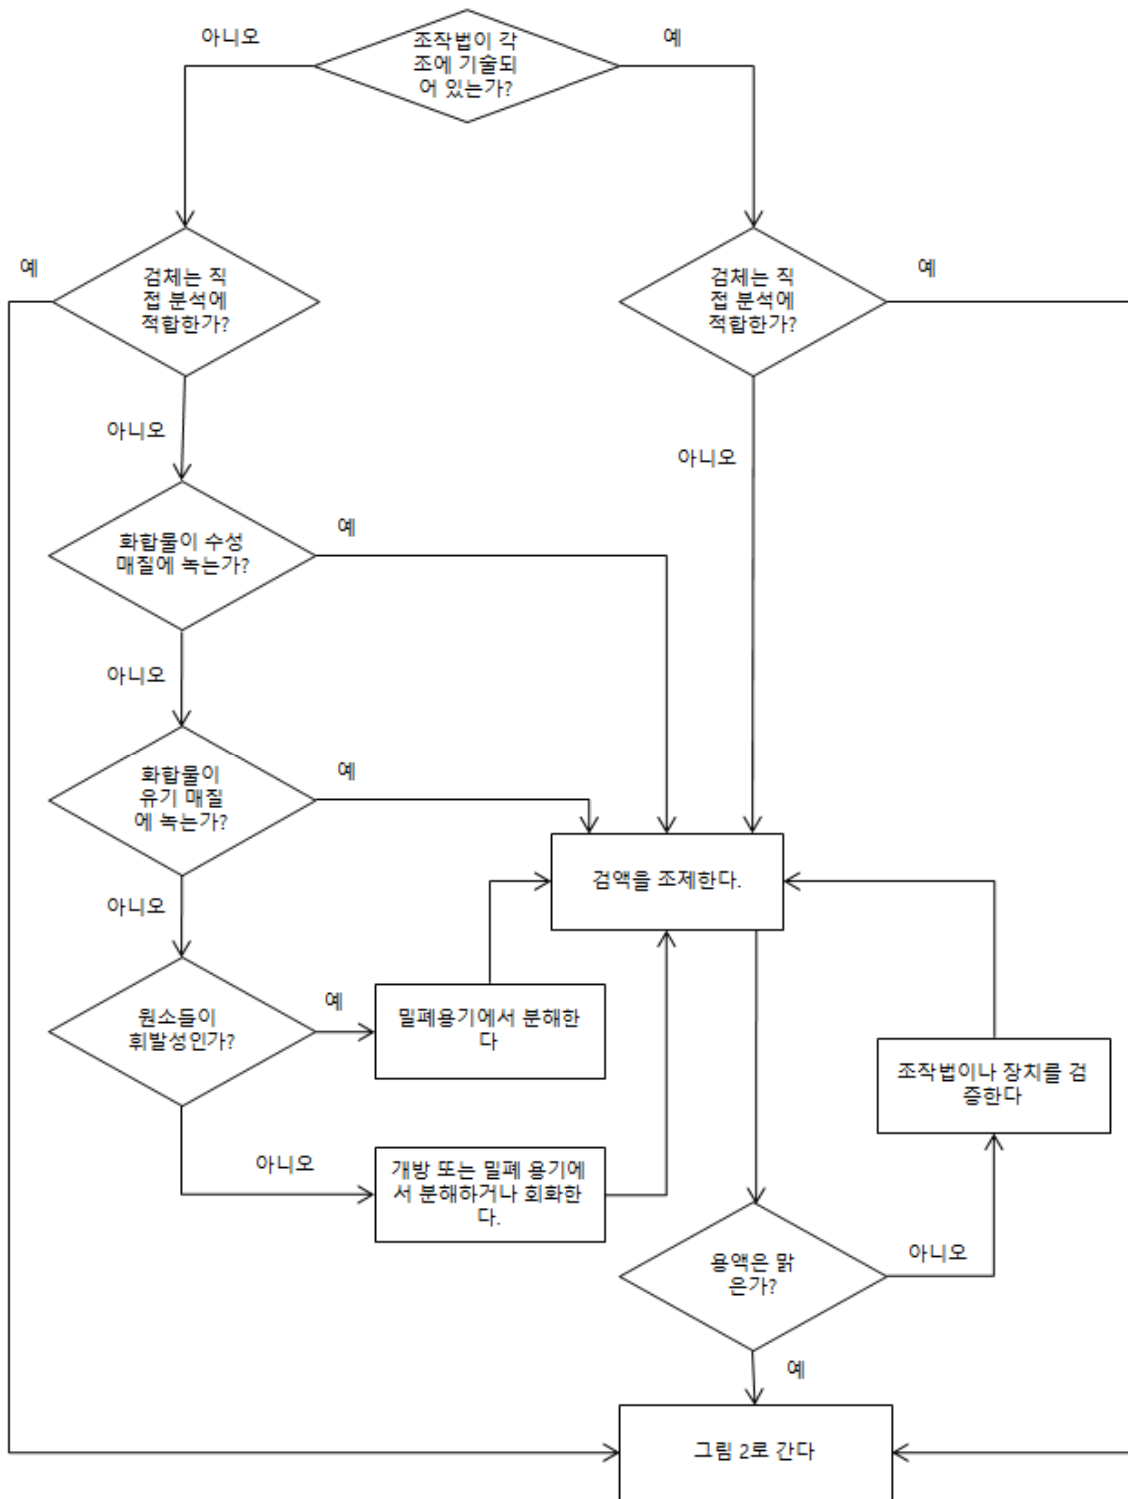 아니오
조작법이 각
조에 기술되
어 있는가?
예
예
검체는 직
접 분석에
적합한가?
검체는 직
접 분석에
적합한가?
예
아니오
아니오
화합물이 수성
매질에 녹는가?
예
아니오
화합물이
유기 매질
에 녹는가?
예
검액을 조제한다.
아니오
원소들이
휘발성인가?
예
밀폐용기에서 분해한
다
조작법이나 장치를 검
증한다
아니오
개방 또는 밀폐 용기에
서 분해하거나 회화한
다.
용액은 맑
은가?
아니오
예
그림 2로 간다